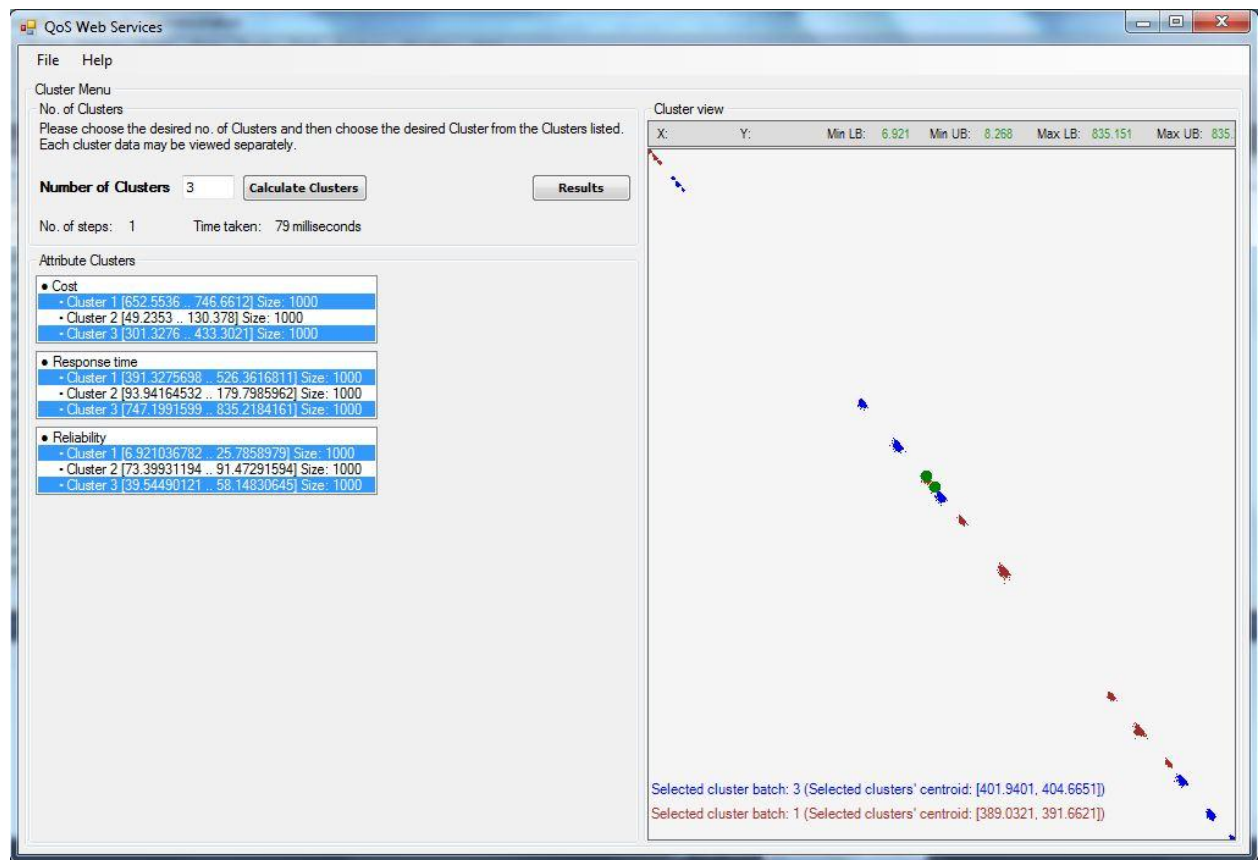 QoS Web Services
File Help
Cluster Menu
No. of Clusters
Please choose the desired no. of Clusters and then choose the desired Cluster from the Clusters listed.
Each cluster data may be viewed separately.
Number of Clusters 3 Calculate Clusters Results
No. of steps: 1 Time taken: 79 milliseconds
Attribute Clusters
● Cost
• Cluster 1 [652.5536 .. 746.6612] Size: 1000
• Cluster 2 [49.2353 .. 130.378] Size: 1000
• Cluster 3 [301.3276 .. 433.3021] Size: 1000
● Response time
• Cluster 1 [391.3275698 .. 526.3616811] Size: 1000
• Cluster 2 [93.94164532 .. 179.7985962] Size: 1000
• Cluster 3 [747.1991599 .. 835.2184161] Size: 1000
● Reliability
• Cluster 1 [6.921036782 .. 25.7858979] Size: 1000
• Cluster 2 [73.39931194 .. 91.47291594] Size: 1000
• Cluster 3 [39.54490121 .. 58.14830645] Size: 1000
Cluster view
X: Y: Min LB: 6.921 Min UB: 8.268 Max LB: 835.151 Max UB: 835.
Selected cluster batch: 3 (Selected clusters' centroid: [401.9401, 404.6651])
Selected cluster batch: 1 (Selected clusters' centroid: [389.0321, 391.6621])